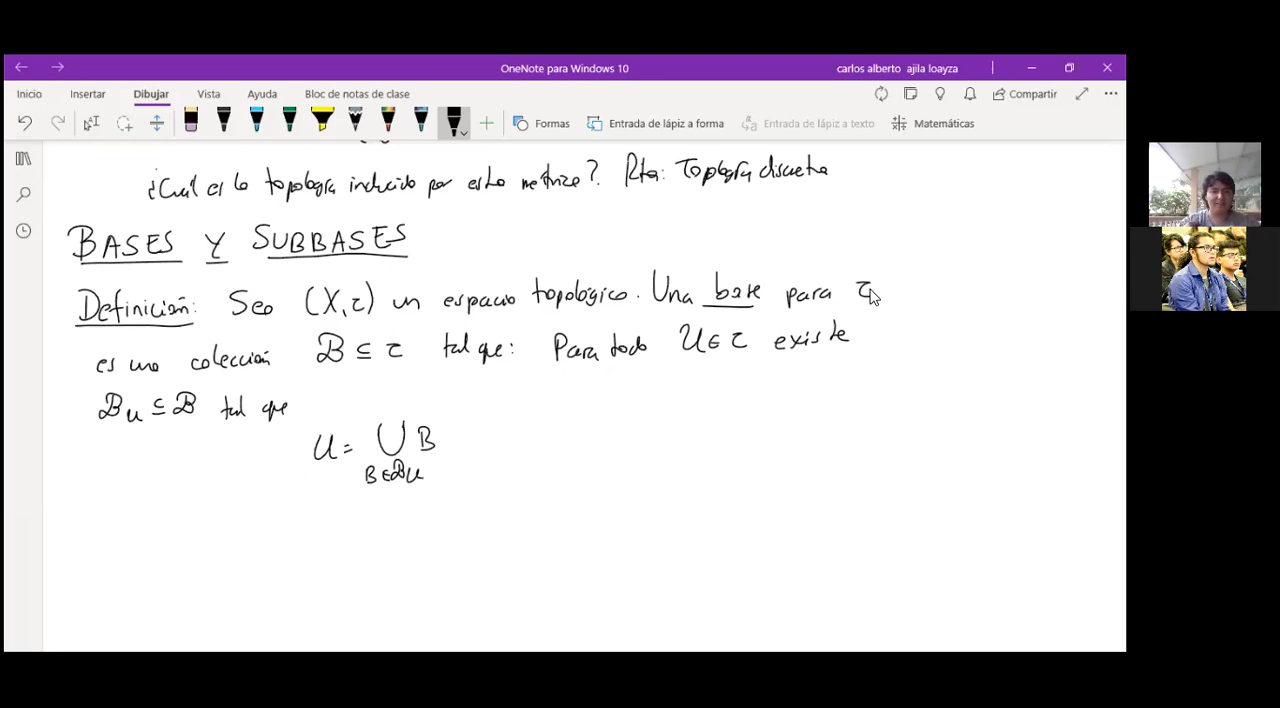 OneNote para Windows 10
carlos alberto ajila loayza
Inicio Insertar Dibujar Vista Ayuda Bloc de notas de clase
Compartir
Formas Entrada de lápiz a forma Entrada de lápiz a texto Matemáticas
¿Cuál es la topología inducida por esta métrica?. Rta: Topología discreta
BASES Y SUBBASES
Definición: Sea (X,τ) un espacio topológico. Una base para τ
es una colección ℬ ⊆ τ tal que: Para todo U∈τ existe
ℬ_U ⊆ ℬ tal que
U = ⋃ B
B∈ℬ_U